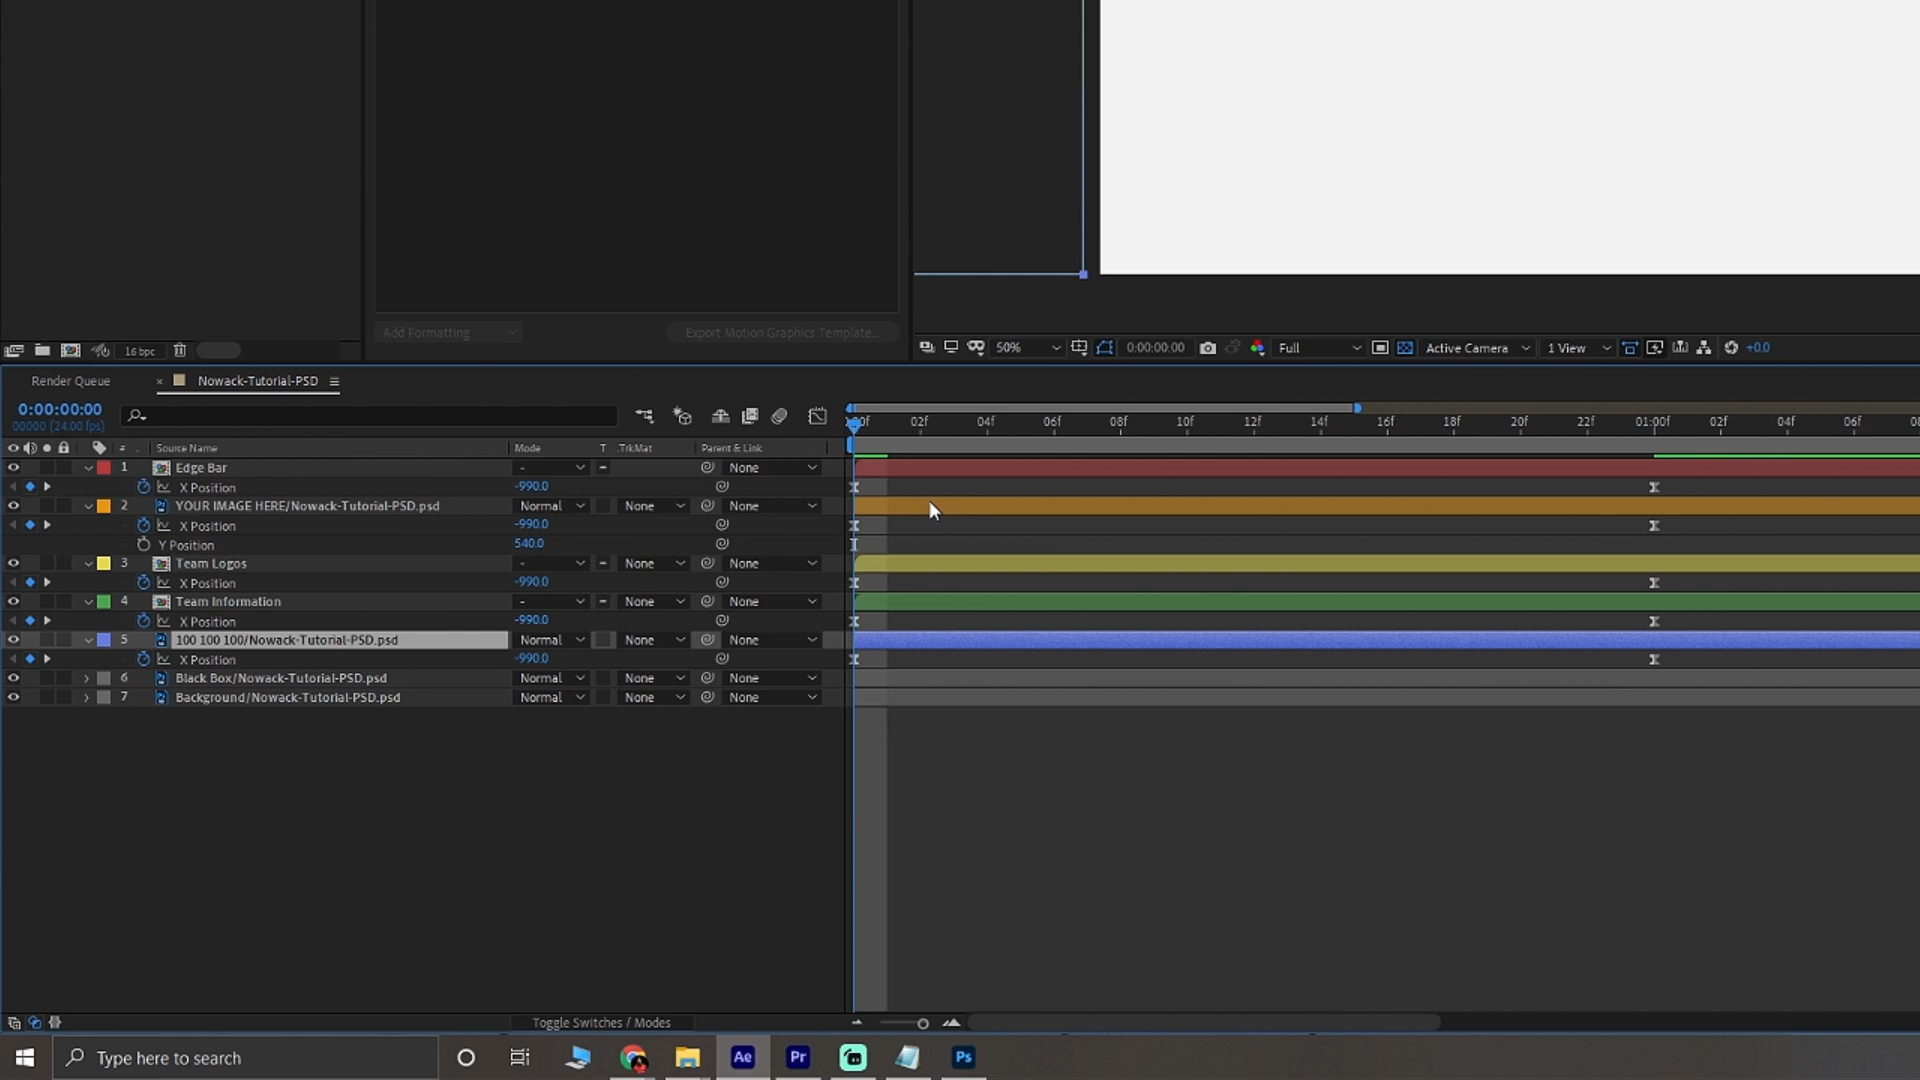 Add Formatting
Export Motion Graphics Template...
16 bpc
50%
0:00:00:00
Full
Active Camera
1 View
+0.0
Render Queue
× Nowack-Tutorial-PSD
0:00:00:00
00000 (24.00 fps)
02f 04f 06f 08f 10f 12f 14f 16f 18f 20f 22f 01:00f 02f 04f 06f
# Source Name Mode T .TrkMat Parent & Link
1 Edge Bar - None
X Position -990.0
2 YOUR IMAGE HERE/Nowack-Tutorial-PSD.psd Normal None None
X Position -990.0
Y Position 540.0
3 Team Logos - None None
X Position -990.0
4 Team Information - None None
X Position -990.0
5 100 100 100/Nowack-Tutorial-PSD.psd Normal None None
X Position -990.0
6 Black Box/Nowack-Tutorial-PSD.psd Normal None None
7 Background/Nowack-Tutorial-PSD.psd Normal None None
Toggle Switches / Modes
Type here to search
Ae
Pr
Ps